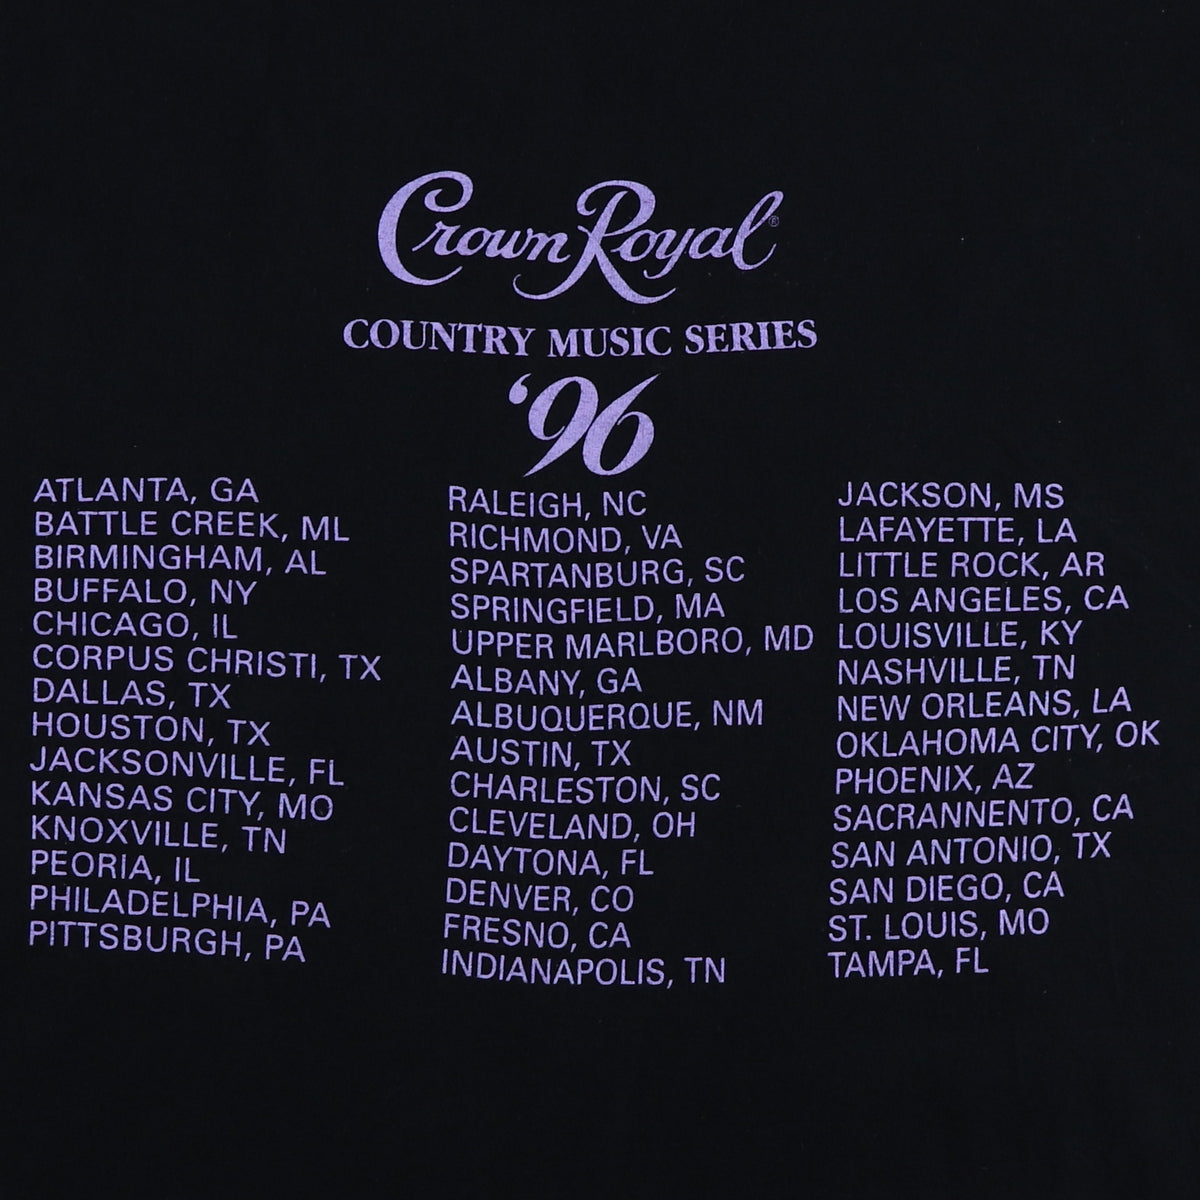 Crown Royal®
COUNTRY MUSIC SERIES
'96
ATLANTA, GA
BATTLE CREEK, ML
BIRMINGHAM, AL
BUFFALO, NY
CHICAGO, IL
CORPUS CHRISTI, TX
DALLAS, TX
HOUSTON, TX
JACKSONVILLE, FL
KANSAS CITY, MO
KNOXVILLE, TN
PEORIA, IL
PHILADELPHIA, PA
PITTSBURGH, PA
RALEIGH, NC
RICHMOND, VA
SPARTANBURG, SC
SPRINGFIELD, MA
UPPER MARLBORO, MD
ALBANY, GA
ALBUQUERQUE, NM
AUSTIN, TX
CHARLESTON, SC
CLEVELAND, OH
DAYTONA, FL
DENVER, CO
FRESNO, CA
INDIANAPOLIS, TN
JACKSON, MS
LAFAYETTE, LA
LITTLE ROCK, AR
LOS ANGELES, CA
LOUISVILLE, KY
NASHVILLE, TN
NEW ORLEANS, LA
OKLAHOMA CITY, OK
PHOENIX, AZ
SACRANNENTO, CA
SAN ANTONIO, TX
SAN DIEGO, CA
ST. LOUIS, MO
TAMPA, FL